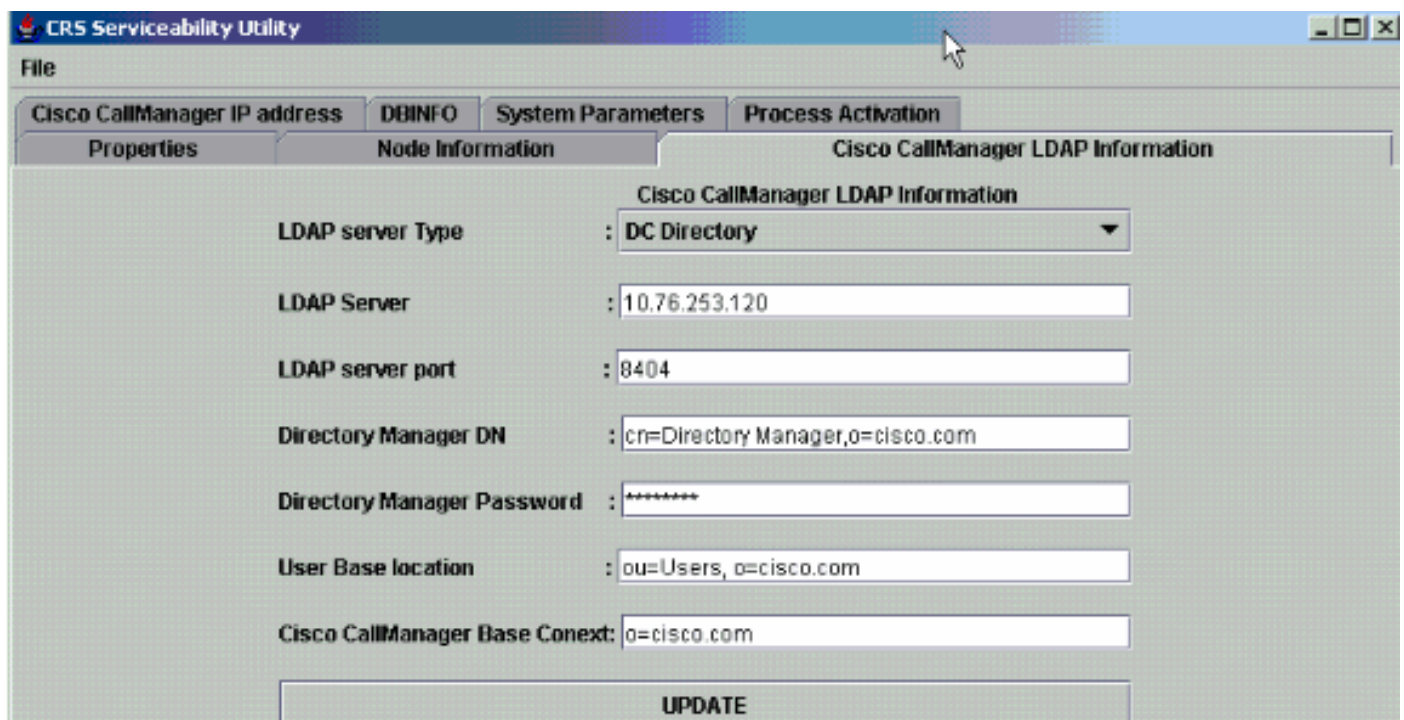 CRS Serviceability Utility
File
Cisco CallManager IP address DBINFO System Parameters Process Activation
Properties Node Information Cisco CallManager LDAP Information
Cisco CallManager LDAP Information
LDAP server Type : DC Directory
LDAP Server : 10.76.253.120
LDAP server port : 8404
Directory Manager DN : cn=Directory Manager,o=cisco.com
Directory Manager Password : ********
User Base location : ou=Users, o=cisco.com
Cisco CallManager Base Conext: o=cisco.com
UPDATE